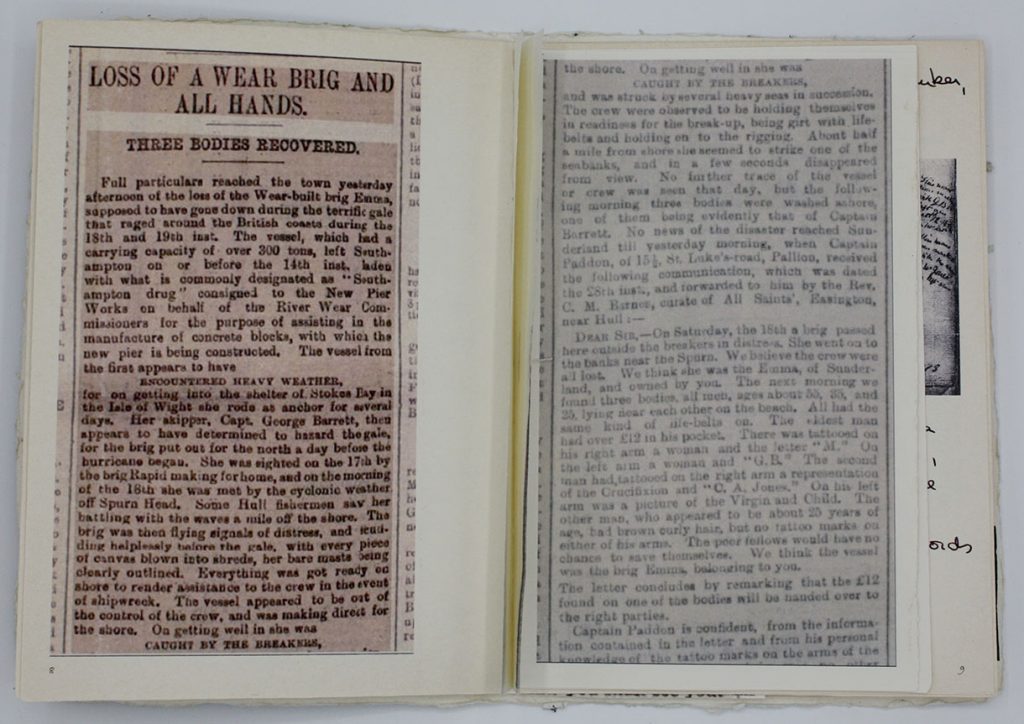 LOSS OF A WEAR BRIG AND
ALL HANDS.
THREE BODIES RECOVERED.
Full particulars reached the town yesterday
afternoon of the loss of the Wear-built brig Emma,
supposed to have gone down during the terrific gale
that raged around the British coasts during the
18th and 19th inst. The vessel, which had a
carrying capacity of over 300 tons, left South-
ampton on or before the 14th inst. laden
with what is commonly designated as "South-
ampton drug" consigned to the New Pier
Works on behalf of the River Wear Com-
missioners for the purpose of assisting in the
manufacture of concrete blocks, with which the
new pier is being constructed. The vessel from
the first appears to have
ENCOUNTERED HEAVY WEATHER,
for on getting into the shelter of Stokes Bay in
the Isle of Wight she rode as anchor for several
days. Her skipper, Capt. George Barrett, then
appears to have determined to hazard the gale,
for the brig put out for the north a day before the
hurricane began. She was sighted on the 17th by
the brig Rapid making for home, and on the morning
of the 18th she was met by the cyclonic weather
off Spurn Head. Some Hull fishermen saw her
battling with the waves a mile off the shore. The
brig was then flying signals of distress, and scud-
ding helplessly before the gale, with every piece
of canvas blown into shreds, her bare masts being
clearly outlined. Everything was got ready on
shore to render assistance to the crew in the event
of shipwreck. The vessel appeared to be out of
the control of the crew, and was making direct for
the shore. On getting well in she was
CAUGHT BY THE BREAKERS,
8
the shore. On getting well in she was
CAUGHT BY THE BREAKERS,
and was struck by several heavy seas in succession.
The crew were observed to be holding themselves
in readiness for the break-up, being girt with life-
belts and holding on to the rigging. About half
a mile from shore she seemed to strike one of the
seabanks, and in a few seconds disappeared
from view. No further trace of the vessel
or crew was seen that day, but the follow-
ing morning three bodies were washed ashore,
one of them being evidently that of Captain
Barrett. No news of the disaster reached Sun-
derland till yesterday morning, when Captain
Paddon, of 15½, St. Luke's-road, Pallion, received
the following communication, which was dated
the 28th inst., and forwarded to him by the Rev.
C. M. curate of All Saints', Easington,
near Hull:—
DEAR SIR,—On Saturday, the 18th a brig passed
here outside the breakers in distress. She went on to
the banks near the Spurn. We believe the crew were
all lost. We think she was the Emma, of Sunder-
land, and owned by you. The next morning we
found three bodies, all men, ages about 55, 35, and
25, lying near each other on the beach. All had the
same kind of life-belts on. The eldest man
had over £12 in his pocket. There was tattooed on
his right arm a woman and the letter "M." On
the left arm a woman and "G.B." The second
man had tattooed on the right arm a representation
of the Crucifixion and "C. A. Jones." On his left
arm was a picture of the Virgin and Child. The
other man, who appeared to be about 25 years of
age, had brown curly hair, but no tattoo marks on
either of his arms. The poor fellows would have no
chance to save themselves. We think the vessel
was the brig Emma, belonging to you.
The letter concludes by remarking that the £12
found on one of the bodies will be handed over to
the right parties.
Captain Paddon is confident, from the informa-
tion contained in the letter and from his personal
knowledge of the tattoo marks on the arms of the
9